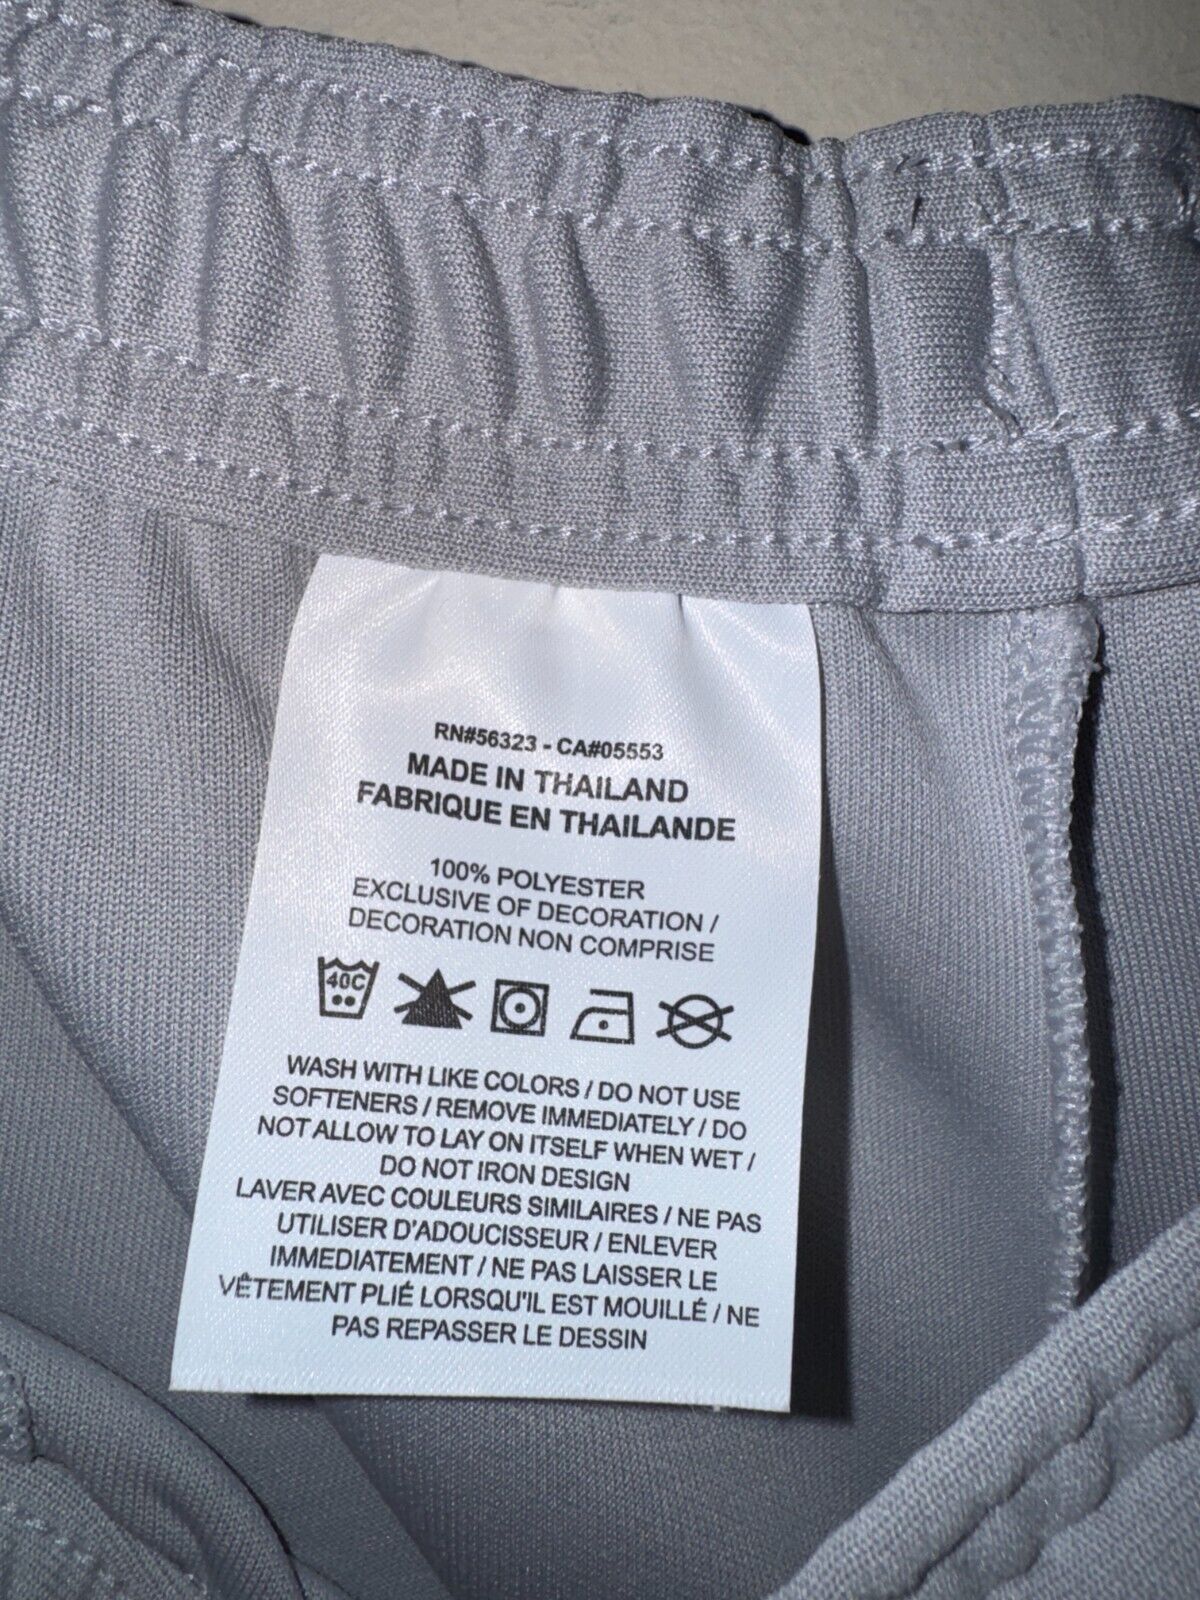 RN#56323 - CA#05553
MADE IN THAILAND
FABRIQUE EN THAILANDE
100% POLYESTER
EXCLUSIVE OF DECORATION /
DECORATION NON COMPRISE
40C
WASH WITH LIKE COLORS / DO NOT USE
SOFTENERS / REMOVE IMMEDIATELY / DO
NOT ALLOW TO LAY ON ITSELF WHEN WET /
DO NOT IRON DESIGN
LAVER AVEC COULEURS SIMILAIRES / NE PAS
UTILISER D'ADOUCISSEUR / ENLEVER
IMMEDIATEMENT / NE PAS LAISSER LE
VÊTEMENT PLIÉ LORSQU'IL EST MOUILLÉ / NE
PAS REPASSER LE DESSIN